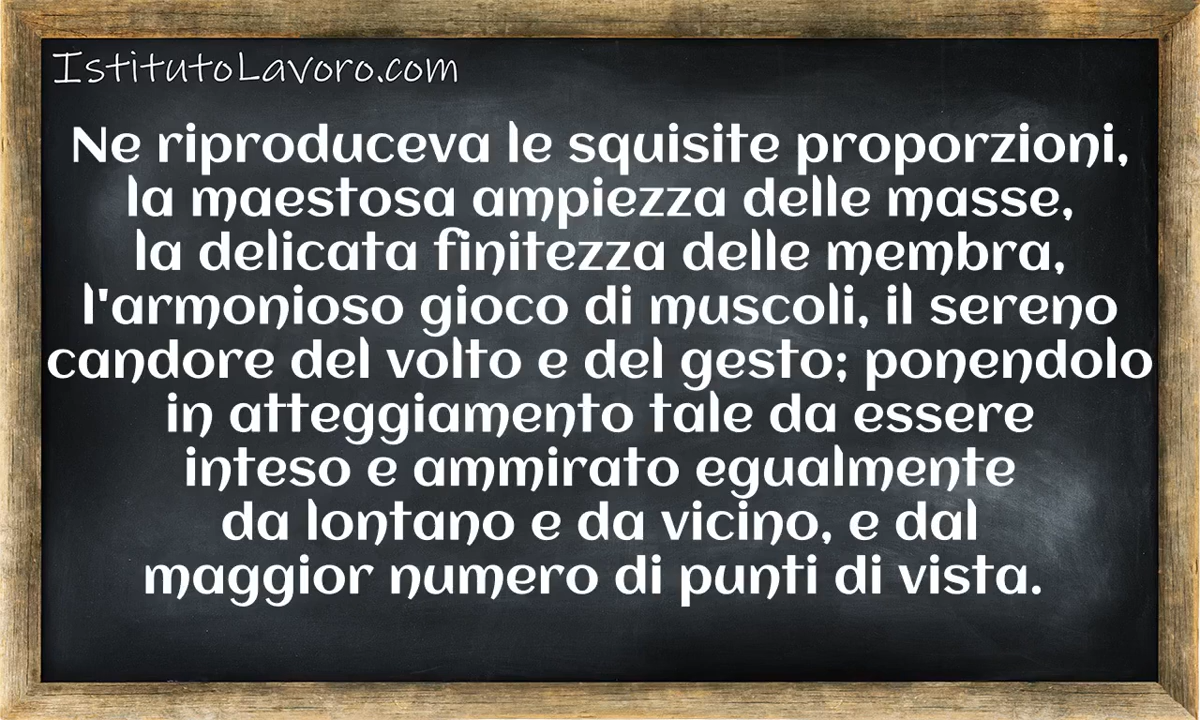 IstitutoLavoro.com
Ne riproduceva le squisite proporzioni,
la maestosa ampiezza delle masse,
la delicata finitezza delle membra,
l'armonioso gioco di muscoli, il sereno
candore del volto e del gesto; ponendolo
in atteggiamento tale da essere
inteso e ammirato egualmente
da lontano e da vicino, e dal
maggior numero di punti di vista.